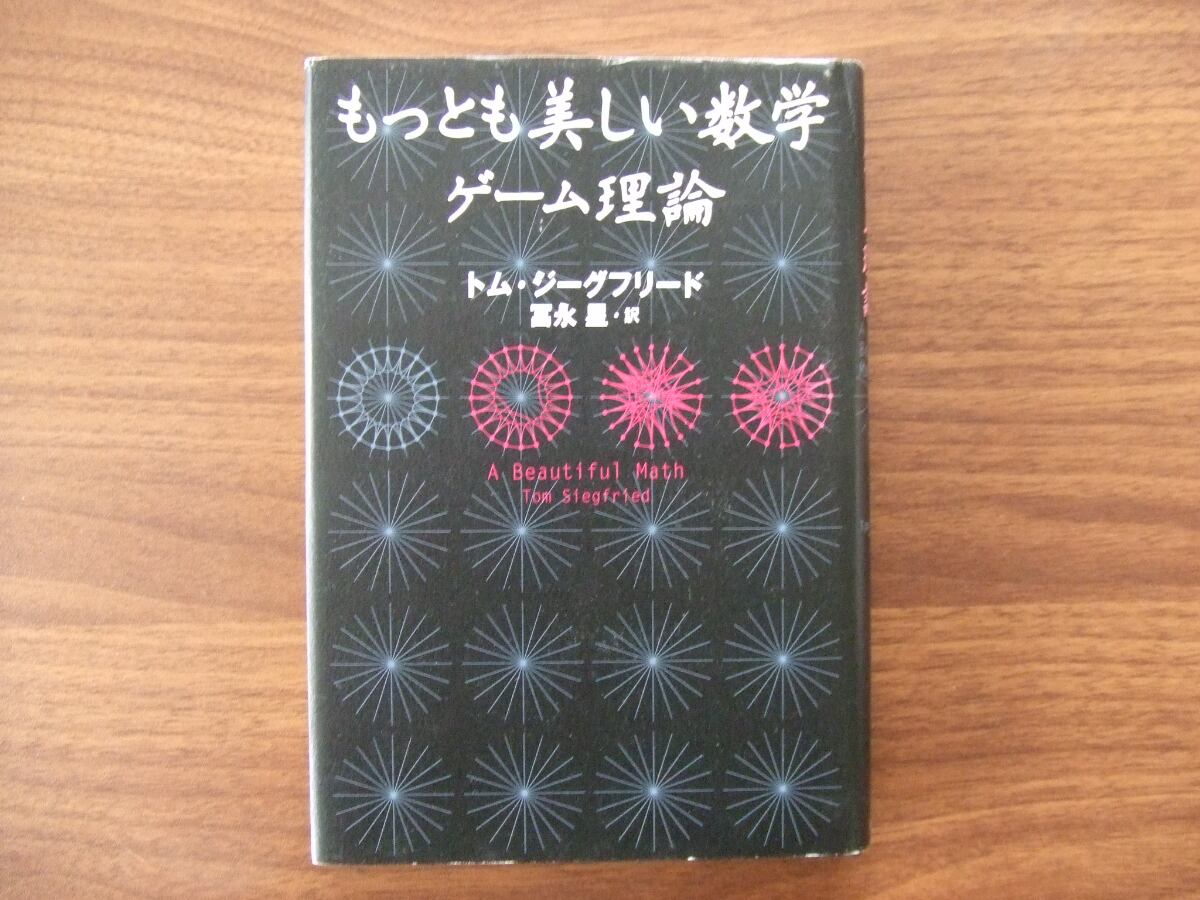 もっとも美しい数学
ゲーム理論
トム・ジーグフリード
冨永 星・訳
A Beautiful Math
Tom Siegfried